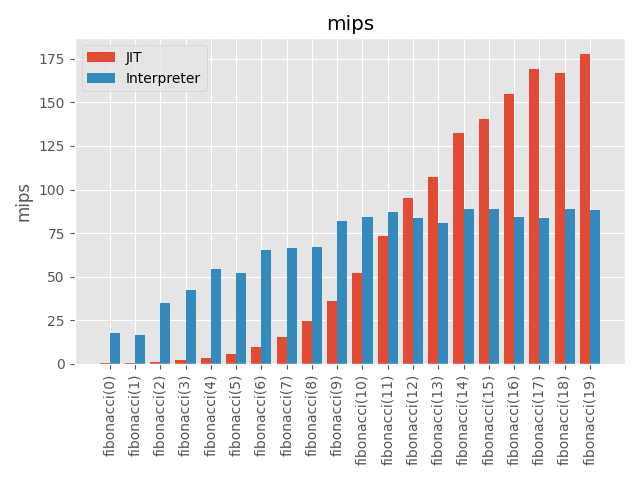 mips
JIT
Interpreter
mips
175
150
125
100
75
50
25
0
fibonacci(0)
fibonacci(1)
fibonacci(2)
fibonacci(3)
fibonacci(4)
fibonacci(5)
fibonacci(6)
fibonacci(7)
fibonacci(8)
fibonacci(9)
fibonacci(10)
fibonacci(11)
fibonacci(12)
fibonacci(13)
fibonacci(14)
fibonacci(15)
fibonacci(16)
fibonacci(17)
fibonacci(18)
fibonacci(19)